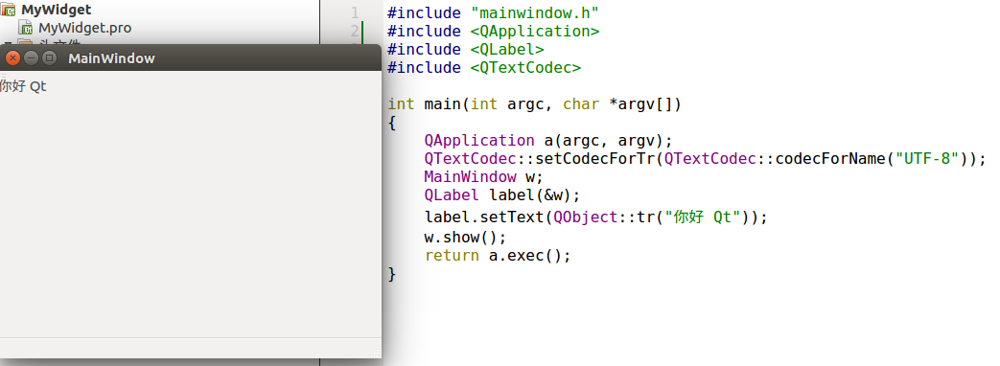 MyWidget
MyWidget.pro
MainWindow
你好 Qt
1
2
#include "mainwindow.h"
#include <QApplication>
#include <QLabel>
#include <QTextCodec>
int main(int argc, char *argv[])
{
QApplication a(argc, argv);
QTextCodec::setCodecForTr(QTextCodec::codecForName("UTF-8"));
MainWindow w;
QLabel label(&w);
label.setText(QObject::tr("你好 Qt"));
w.show();
return a.exec();
}